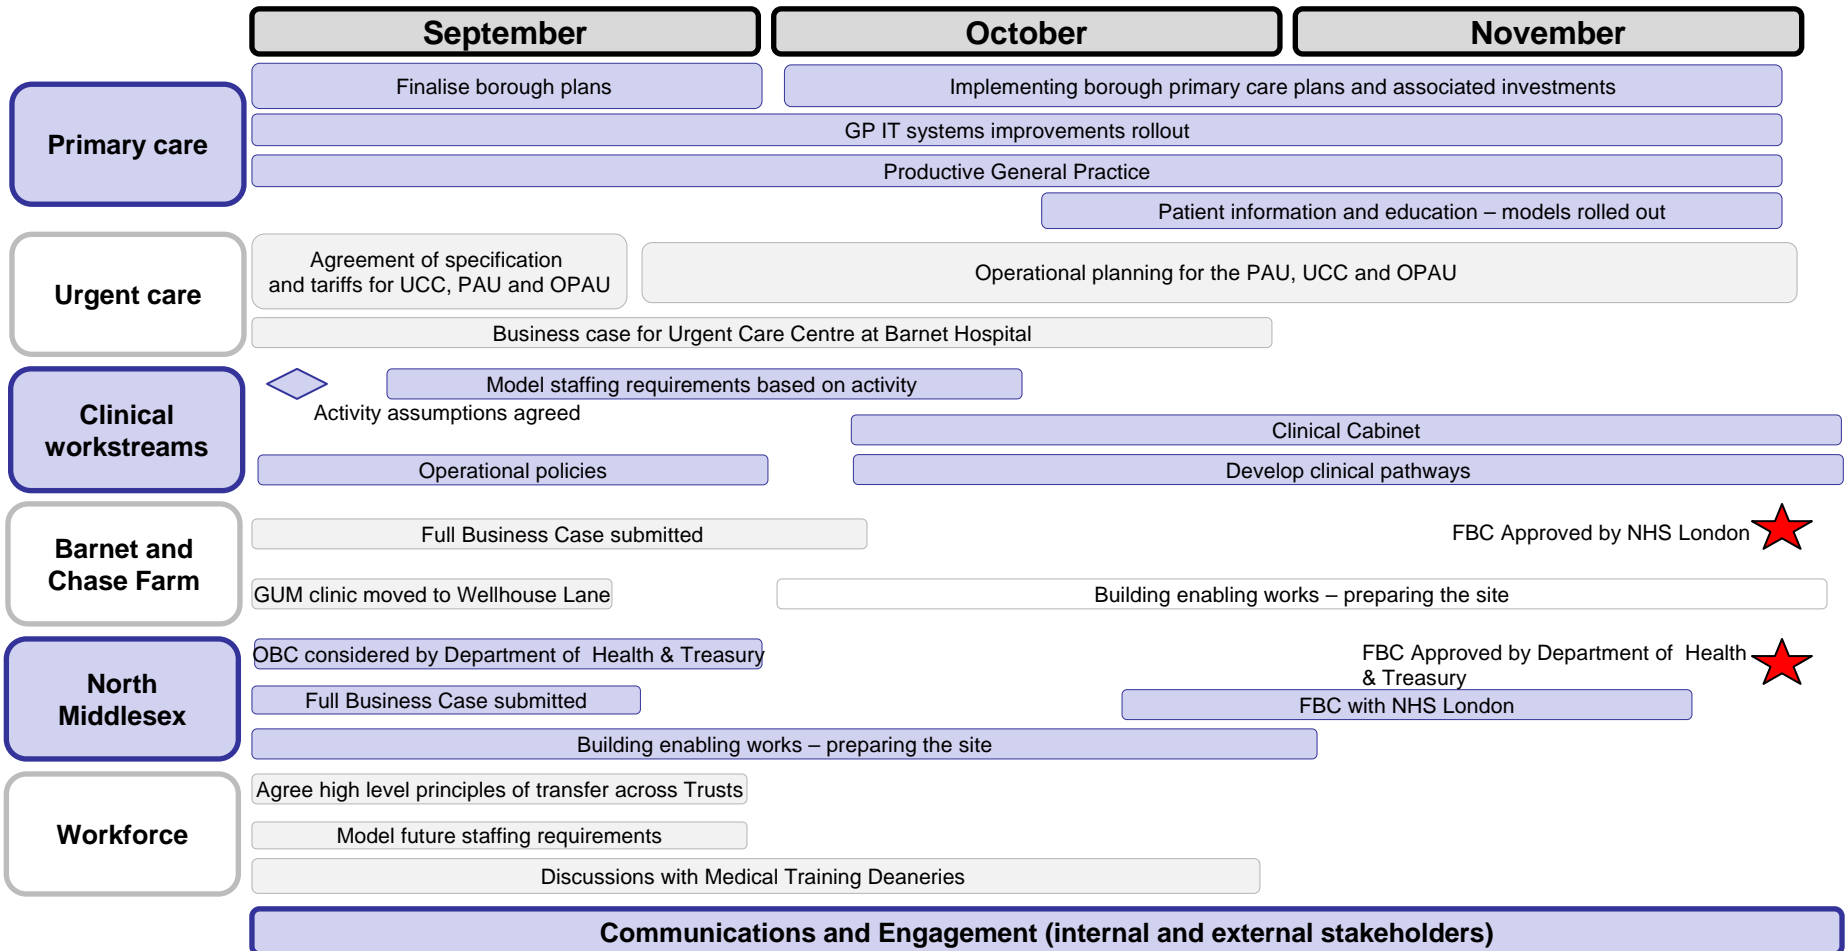 September
October
November
Primary care
Finalise borough plans
Implementing borough primary care plans and associated investments
GP IT systems improvements rollout
Productive General Practice
Patient information and education – models rolled out
Urgent care
Agreement of specification
and tariffs for UCC, PAU and OPAU
Operational planning for the PAU, UCC and OPAU
Business case for Urgent Care Centre at Barnet Hospital
Clinical
workstreams
Model staffing requirements based on activity
Activity assumptions agreed
Clinical Cabinet
Operational policies
Develop clinical pathways
Barnet and
Chase Farm
Full Business Case submitted
FBC Approved by NHS London
GUM clinic moved to Wellhouse Lane
Building enabling works – preparing the site
North
Middlesex
OBC considered by Department of Health & Treasury
FBC Approved by Department of Health
& Treasury
Full Business Case submitted
FBC with NHS London
Building enabling works – preparing the site
Workforce
Agree high level principles of transfer across Trusts
Model future staffing requirements
Discussions with Medical Training Deaneries
Communications and Engagement (internal and external stakeholders)